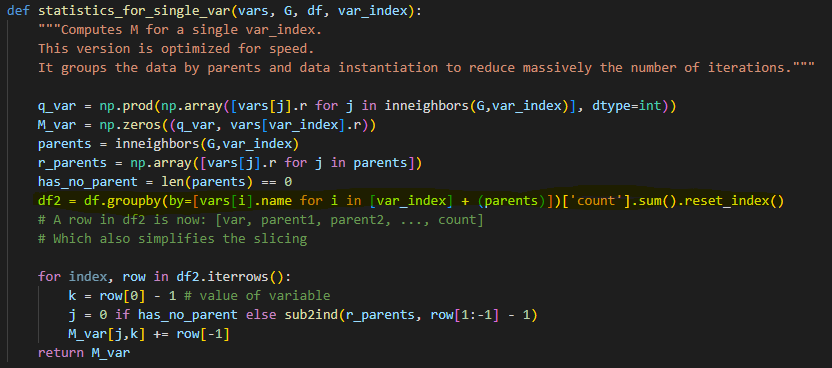 def statistics_for_single_var(vars, G, df, var_index):
    """Computes M for a single var_index.
    This version is optimized for speed.
    It groups the data by parents and data instantiation to reduce massively the number of iterations."""
    q_var = np.prod(np.array([vars[j].r for j in inneighbors(G,var_index)], dtype=int))
    M_var = np.zeros((q_var, vars[var_index].r))
    parents = inneighbors(G,var_index)
    r_parents = np.array([vars[j].r for j in parents])
    has_no_parent = len(parents) == 0
    df2 = df.groupby(by=[vars[i].name for i in [var_index] + (parents)])['count'].sum().reset_index()
    # A row in df2 is now: [var, parent1, parent2, ..., count]
    # Which also simplifies the slicing
    for index, row in df2.iterrows():
        k = row[0] - 1 # value of variable
        j = 0 if has_no_parent else sub2ind(r_parents, row[1:-1] - 1)
        M_var[j,k] += row[-1]
    return M_var